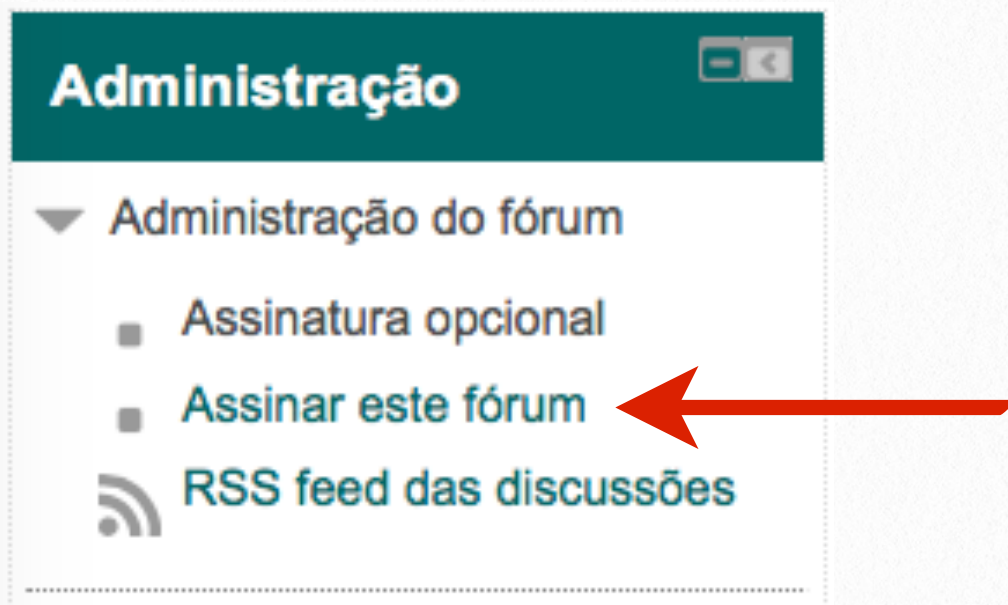 Administração
Administração do fórum
Assinatura opcional
Assinar este fórum
RSS feed das discussões